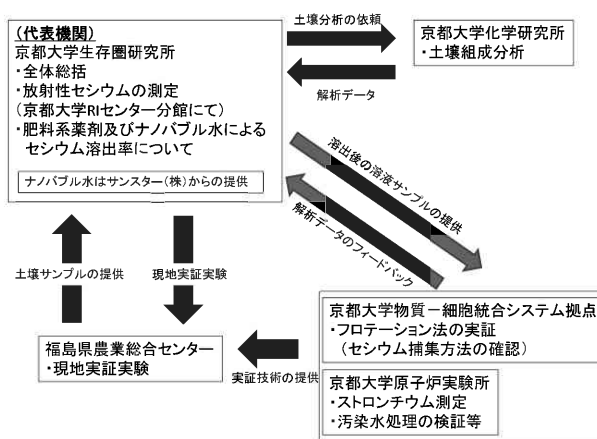 (代表機関)
京都大学生存圏研究所
・全体総括
・放射性セシウムの測定
(京都大学RIセンター分館にて)
・肥料系薬剤及びナノバブル水による
セシウム溶出率について
ナノバブル水はサンスター(株)からの提供
土壌分析の依頼
解析データ
京都大学化学研究所
・土壌組成分析
溶出後の溶液サンプルの提供
解析データのフィードバック
土壌サンプルの提供
現地実証実験
福島県農業総合センター
・現地実証実験
実証技術の提供
京都大学物質－細胞統合システム拠点
・フロテーション法の実証
(セシウム捕集方法の確認)
京都大学原子炉実験所
・ストロンチウム測定
・汚染水処理の検証等